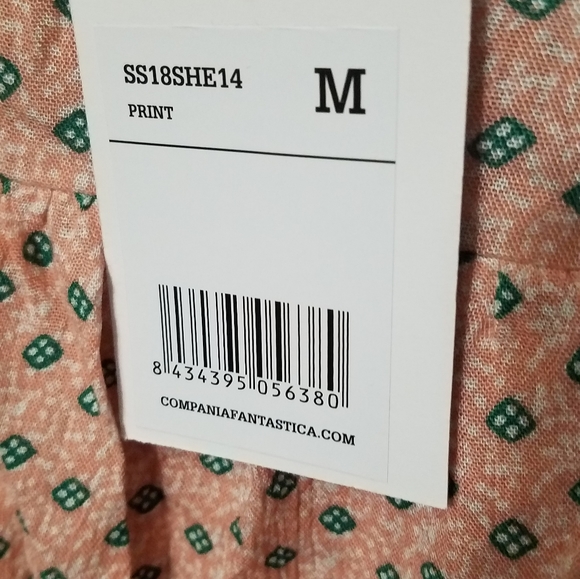 SS18SHE14
M
PRINT
8 434395 056380
COMPANIAFANTASTICA.COM